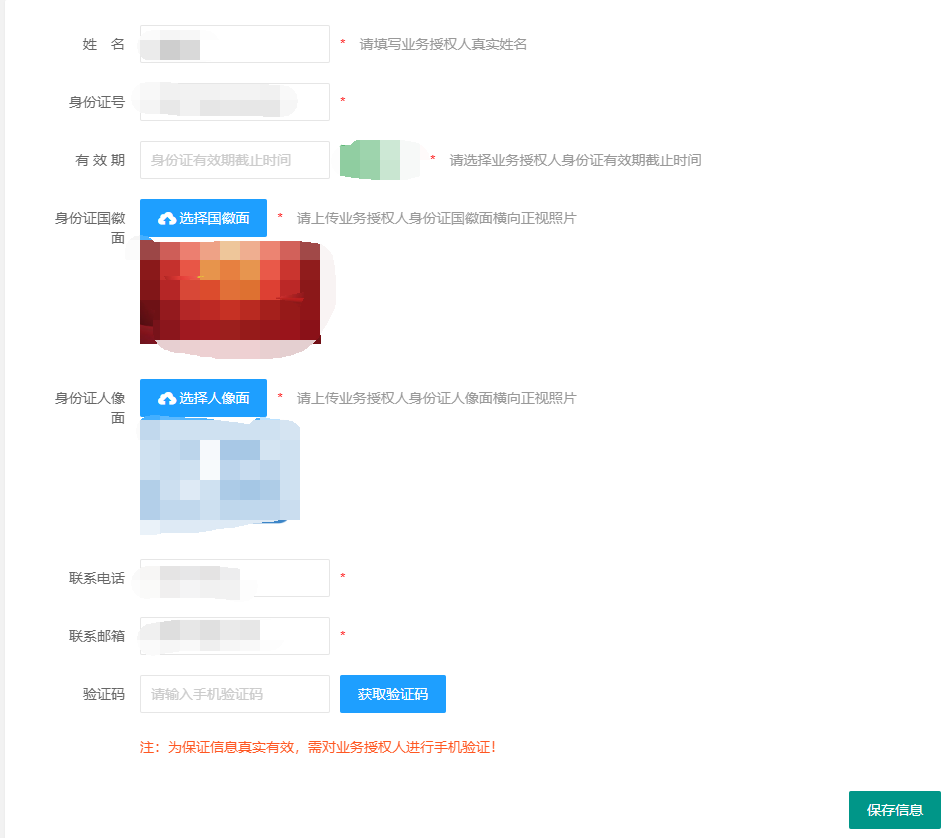 姓 名 * 请填写业务授权人真实姓名
身份证号 *
有 效 期 身份证有效期截止时间 * 请选择业务授权人身份证有效期截止时间
身份证国徽 选择国徽面 * 请上传业务授权人身份证国徽面横向正视照片
面
身份证人像 选择人像面 * 请上传业务授权人身份证人像面横向正视照片
面
联系电话 *
联系邮箱 *
验证码 请输入手机验证码 获取验证码
注：为保证信息真实有效，需对业务授权人进行手机验证！
保存信息